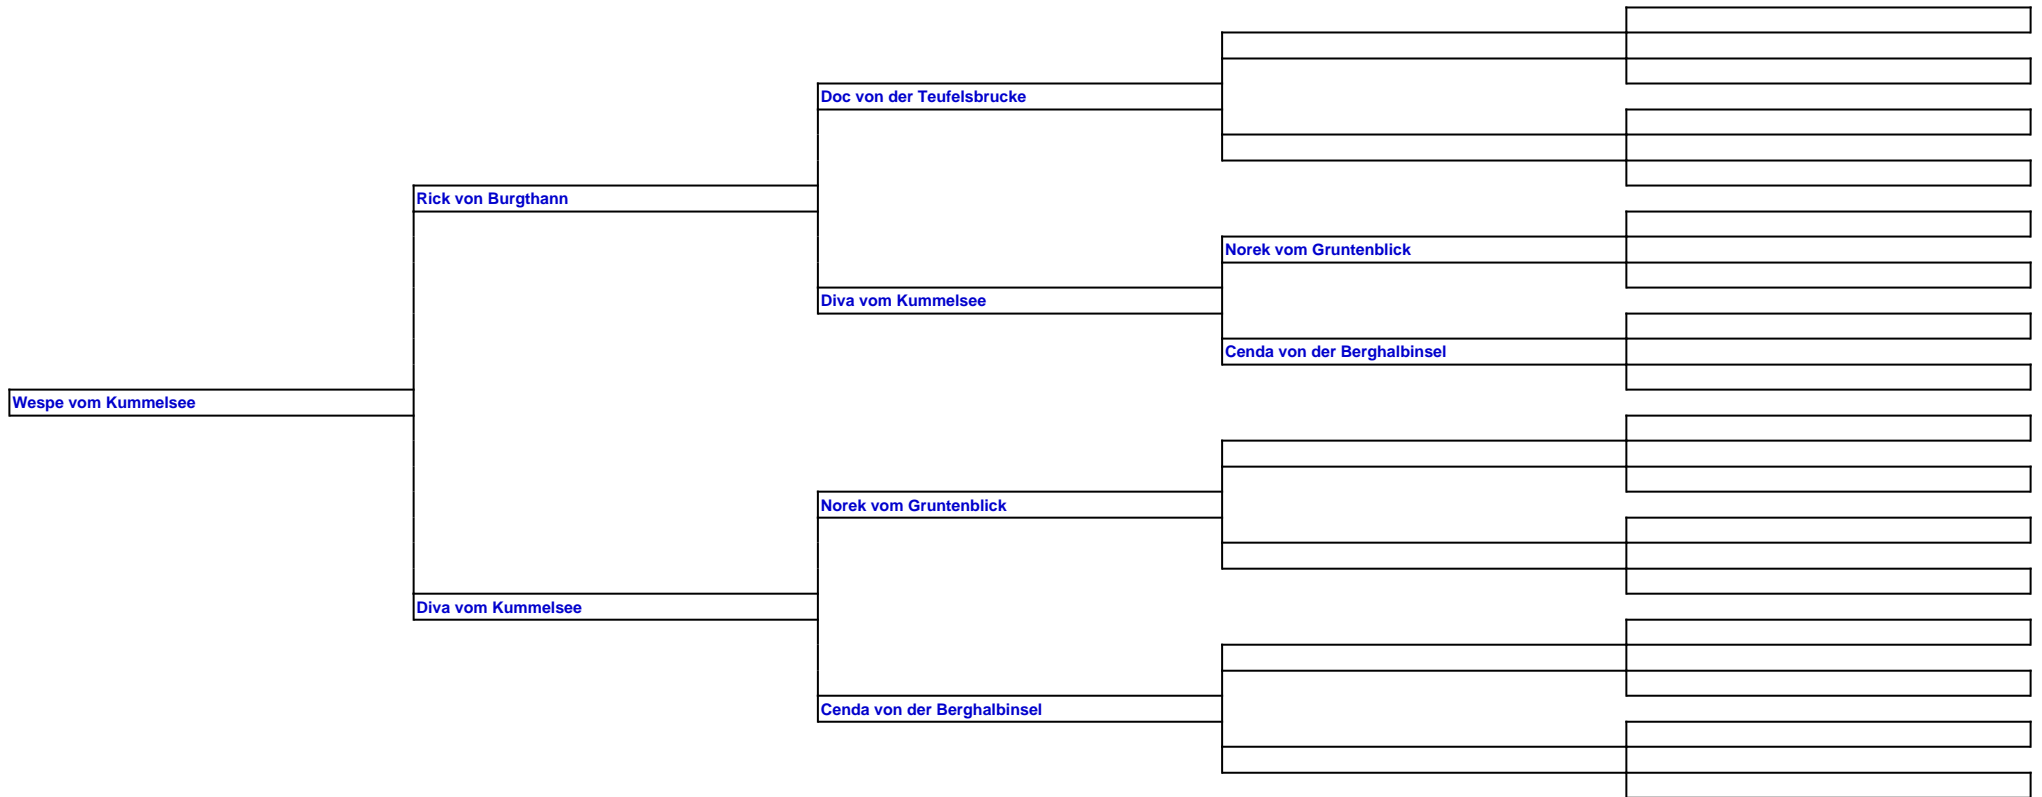 Doc von der Teufelsbrucke
Rick von Burgthann
Norek vom Gruntenblick
Diva vom Kummelsee
Cenda von der Berghalbinsel
Wespe vom Kummelsee
Norek vom Gruntenblick
Diva vom Kummelsee
Cenda von der Berghalbinsel